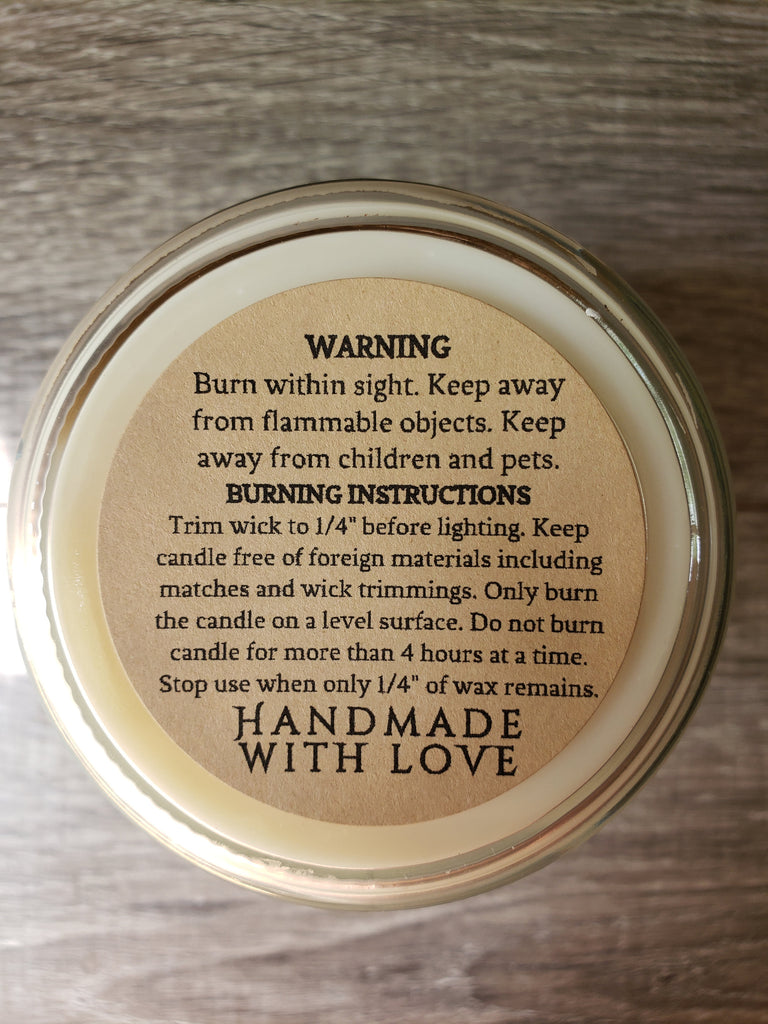 WARNING
Burn within sight. Keep away
from flammable objects. Keep
away from children and pets.
BURNING INSTRUCTIONS
Trim wick to 1/4" before lighting. Keep
candle free of foreign materials including
matches and wick trimmings. Only burn
the candle on a level surface. Do not burn
candle for more than 4 hours at a time.
Stop use when only 1/4" of wax remains.
HANDMADE
WITH LOVE